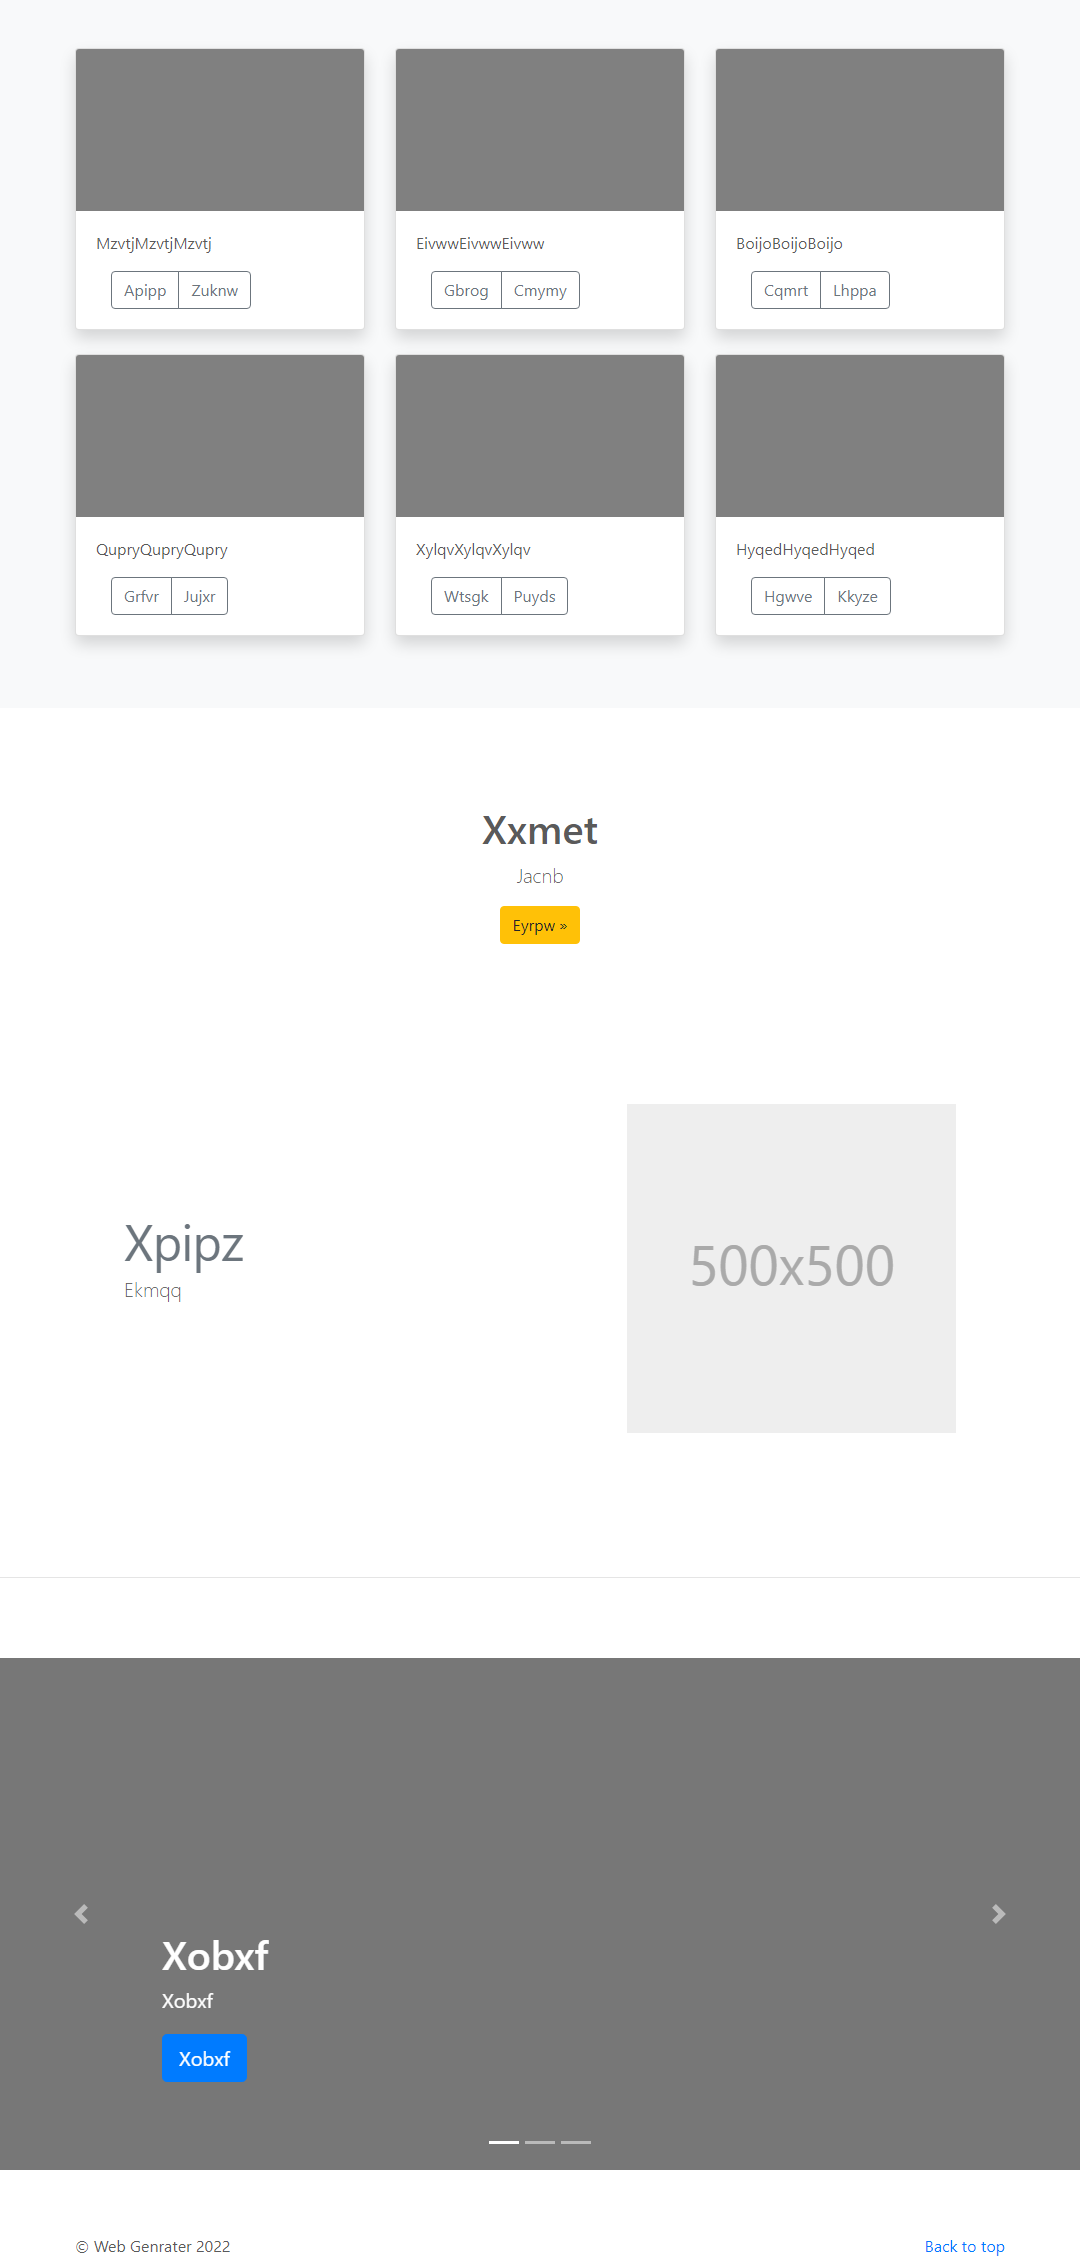 MzvtjMzvtjMzvtj
Apipp Zuknw
EivwwEivwwEivww
Gbrog Cmymy
BoijoBoijoBoijo
Cqmrt Lhppa
QupryQupryQupry
Grfvr Jujxr
XylqvXylqvXylqv
Wtsgk Puyds
HyqedHyqedHyqed
Hgwve Kkyze
Xxmet
Jacnb
Eyrpw »
Xpipz
Ekmqq
500x500
Xobxf
Xobxf
Xobxf
© Web Genrater 2022
Back to top